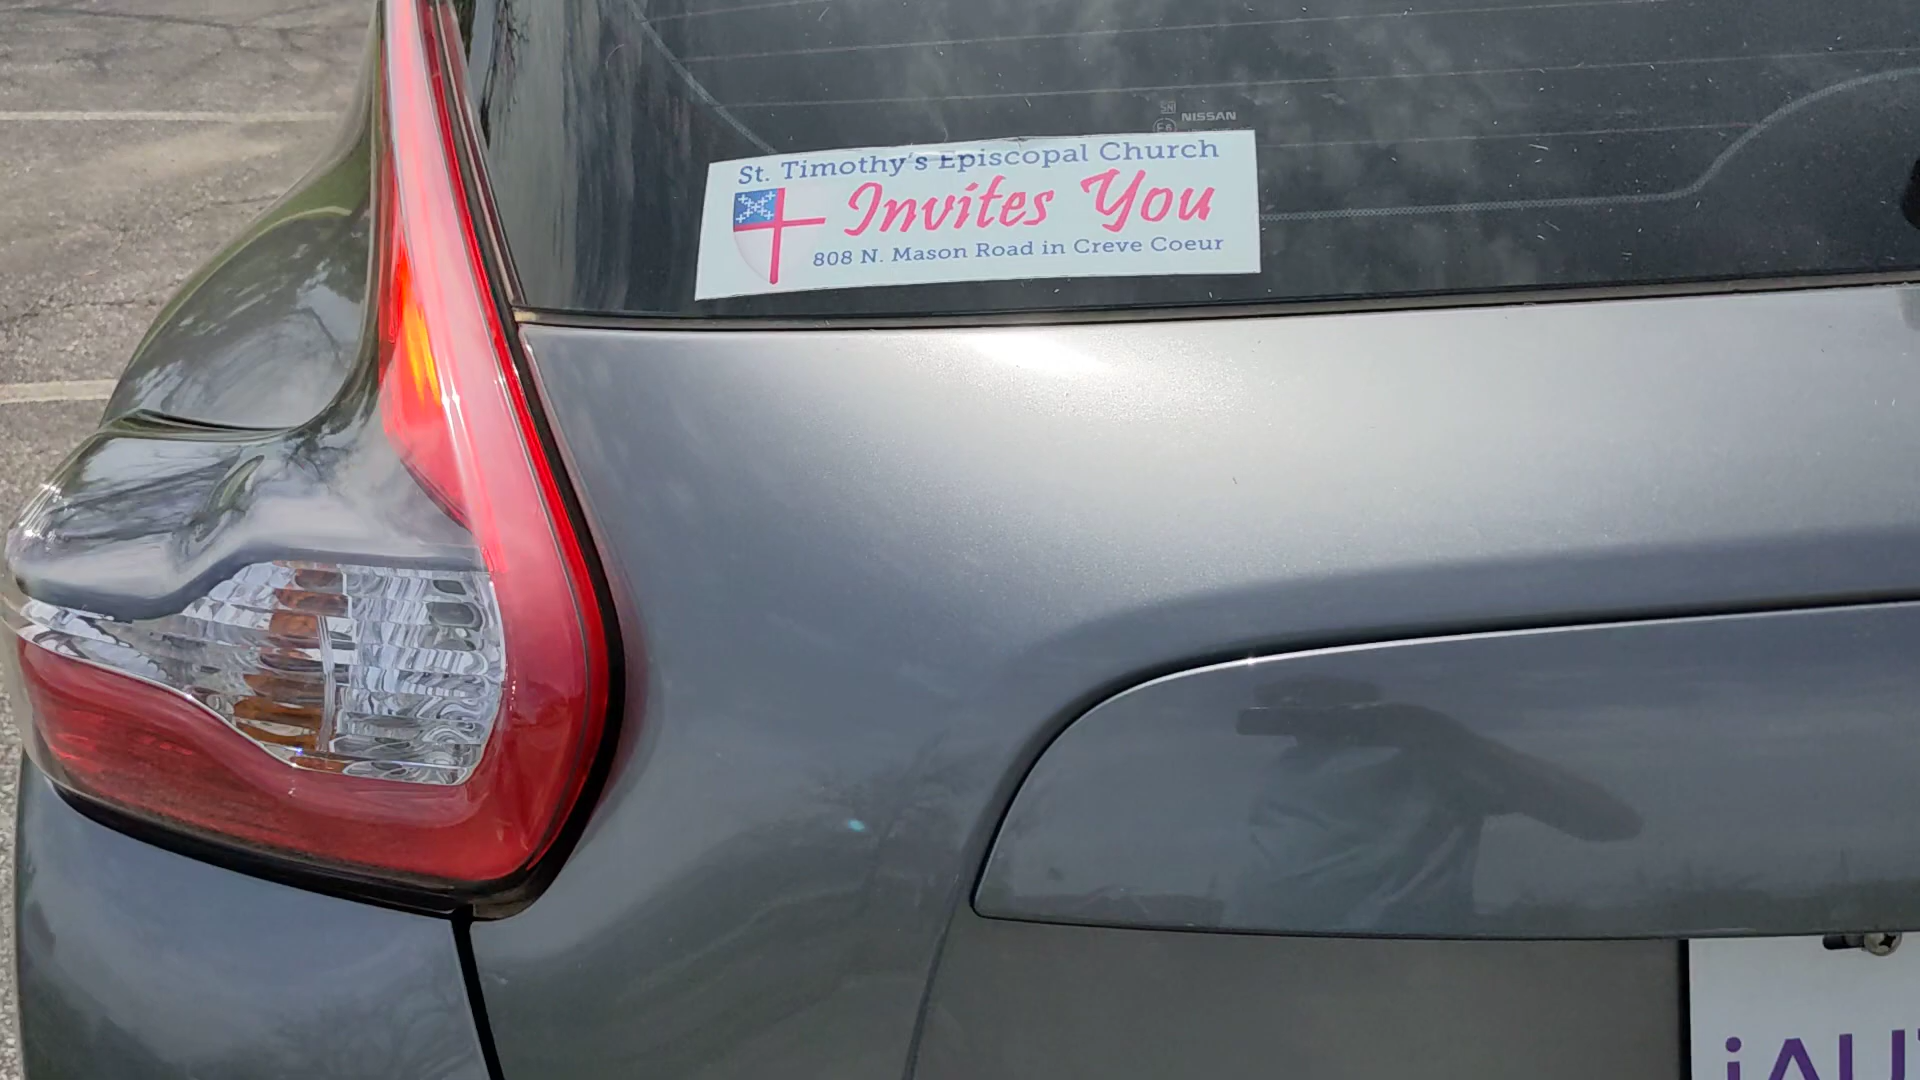 NISSAN
St. Timothy's Episcopal Church
Invites You
808 N. Mason Road in Creve Coeur